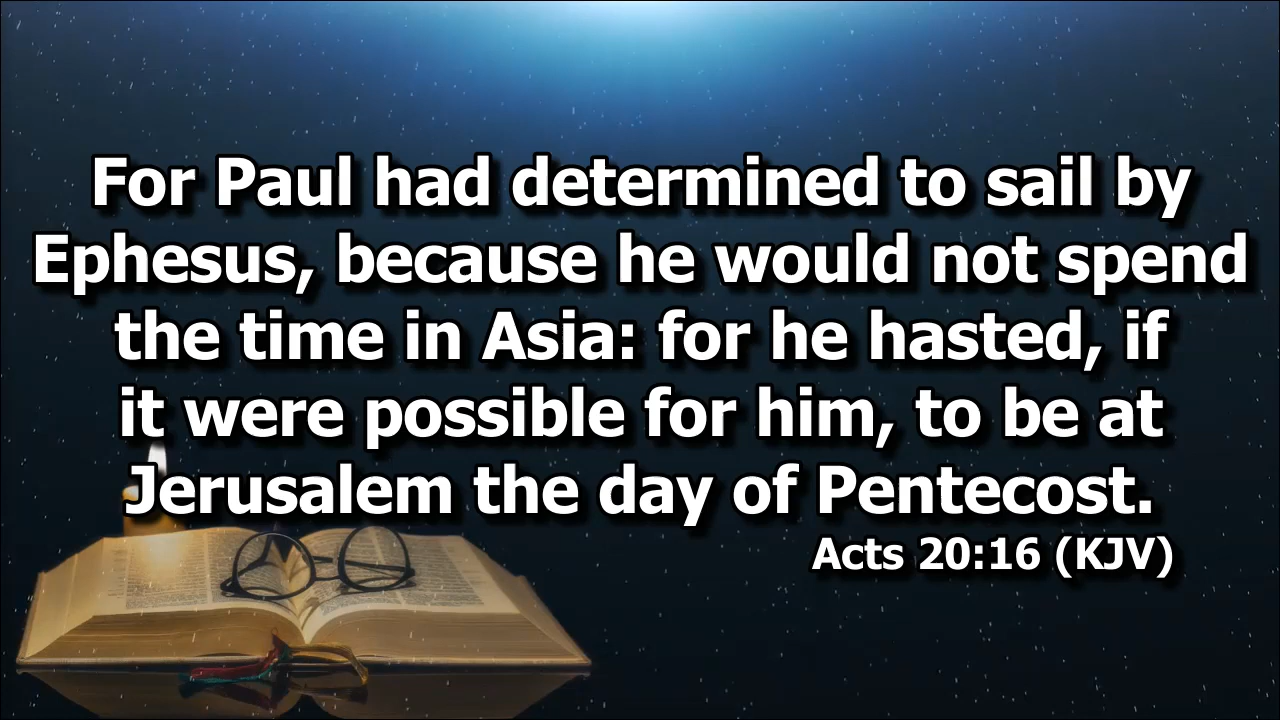 For Paul had determined to sail by
Ephesus, because he would not spend
the time in Asia: for he hasted, if
it were possible for him, to be at
Jerusalem the day of Pentecost.
Acts 20:16 (KJV)